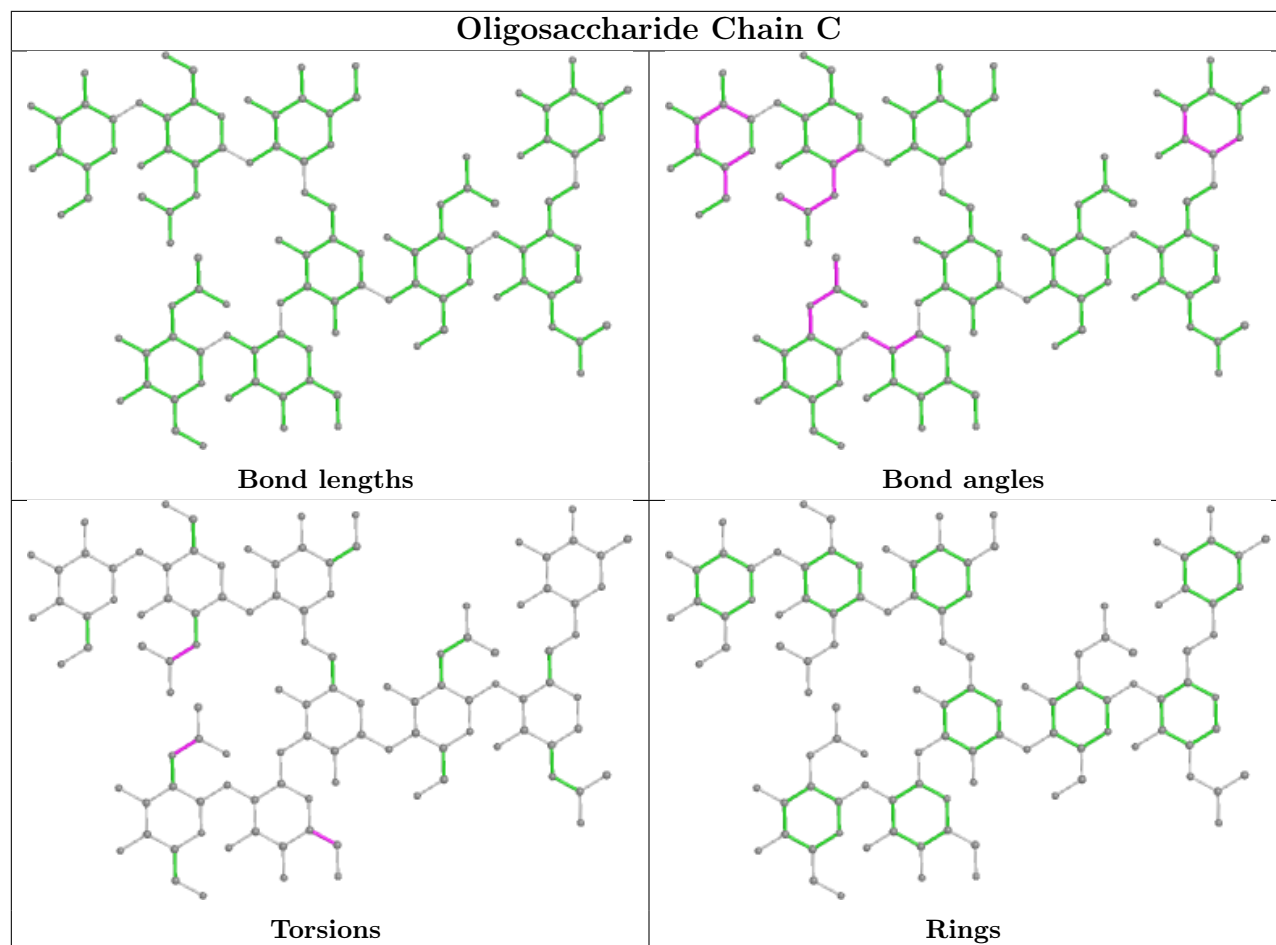 Oligosaccharide Chain C
Bond lengths
Bond angles
Torsions
Rings